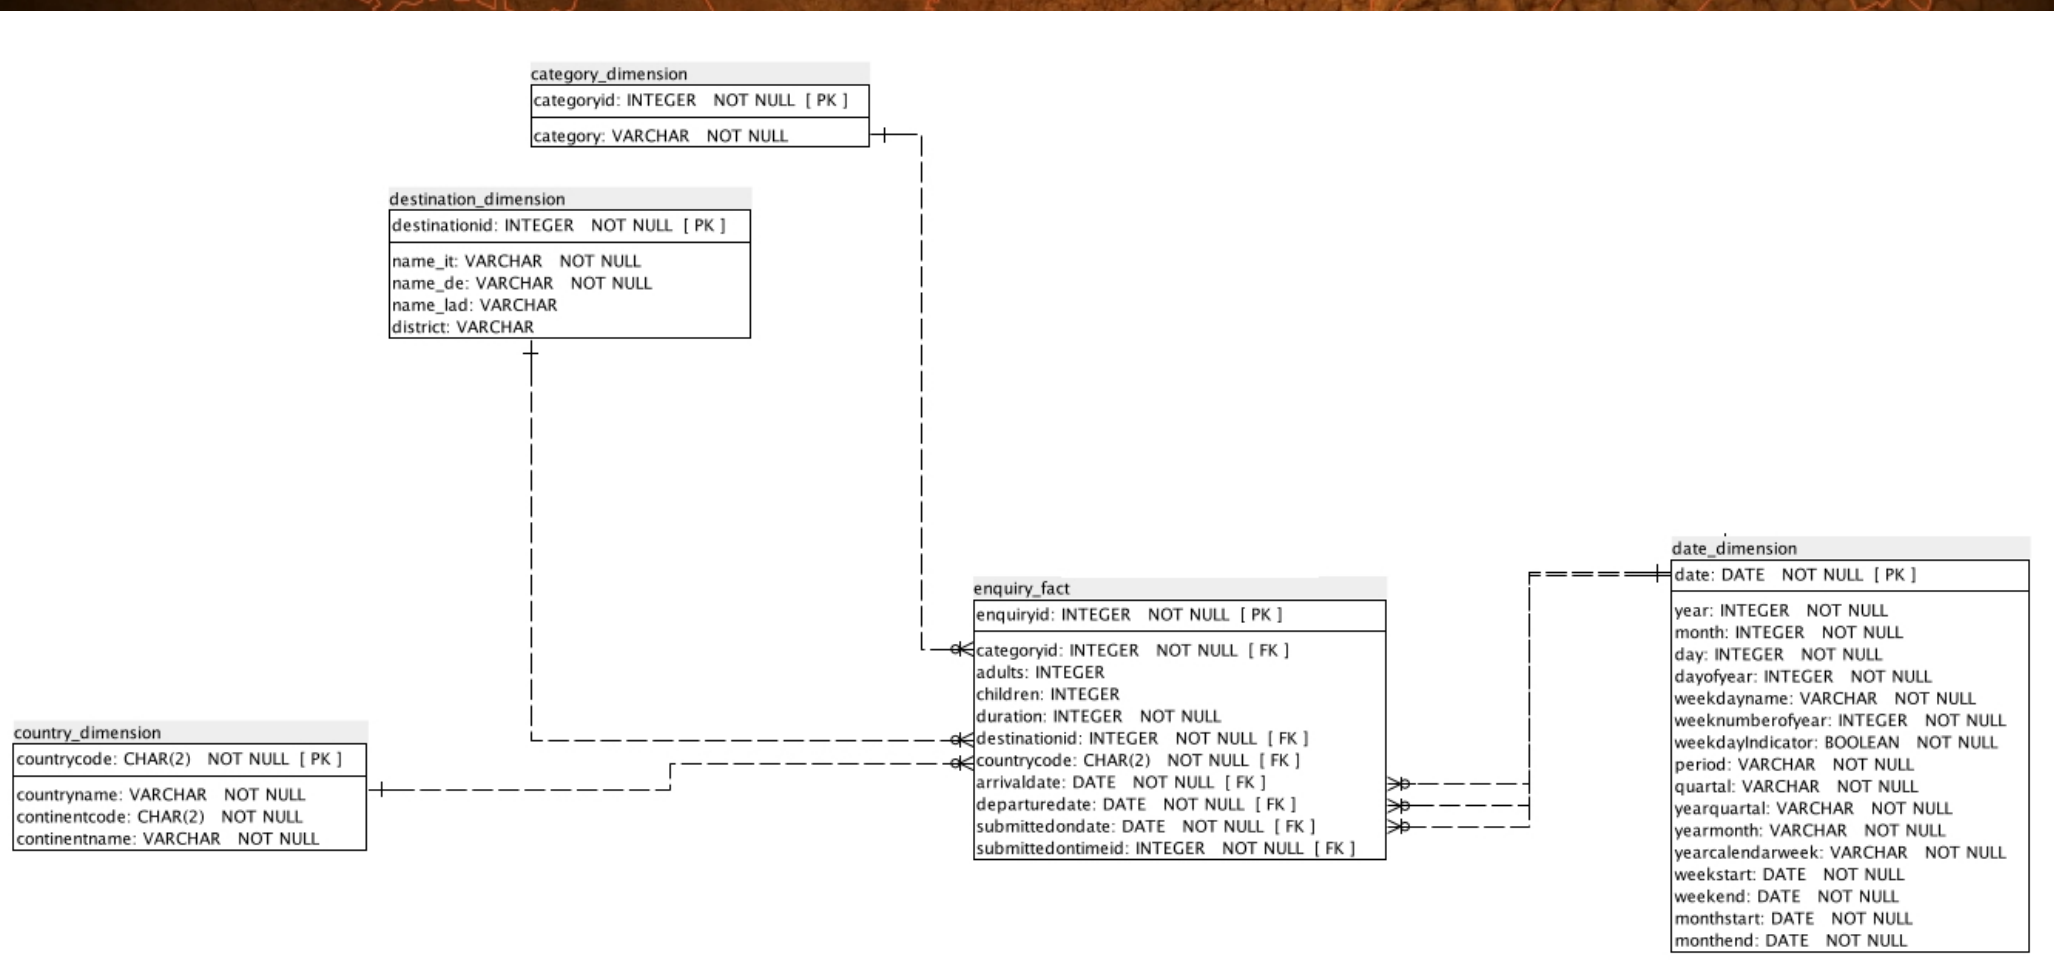 category_dimension
categoryid: INTEGER NOT NULL [ PK ]
category: VARCHAR NOT NULL
destination_dimension
destinationid: INTEGER NOT NULL [ PK ]
name_it: VARCHAR NOT NULL
name_de: VARCHAR NOT NULL
name_lad: VARCHAR
district: VARCHAR
country_dimension
countrycode: CHAR(2) NOT NULL [ PK ]
countryname: VARCHAR NOT NULL
continentcode: CHAR(2) NOT NULL
continentname: VARCHAR NOT NULL
enquiry_fact
enquiryid: INTEGER NOT NULL [ PK ]
categoryid: INTEGER NOT NULL [ FK ]
adults: INTEGER
children: INTEGER
duration: INTEGER NOT NULL
destinationid: INTEGER NOT NULL [ FK ]
countrycode: CHAR(2) NOT NULL [ FK ]
arrivaldate: DATE NOT NULL [ FK ]
departuredate: DATE NOT NULL [ FK ]
submittedondate: DATE NOT NULL [ FK ]
submittedontimeid: INTEGER NOT NULL [ FK ]
date_dimension
date: DATE NOT NULL [ PK ]
year: INTEGER NOT NULL
month: INTEGER NOT NULL
day: INTEGER NOT NULL
dayofyear: INTEGER NOT NULL
weekdayname: VARCHAR NOT NULL
weeknumberofyear: INTEGER NOT NULL
weekdayIndicator: BOOLEAN NOT NULL
period: VARCHAR NOT NULL
quartal: VARCHAR NOT NULL
yearquartal: VARCHAR NOT NULL
yearmonth: VARCHAR NOT NULL
yearcalendarweek: VARCHAR NOT NULL
weekstart: DATE NOT NULL
weekend: DATE NOT NULL
monthstart: DATE NOT NULL
monthend: DATE NOT NULL